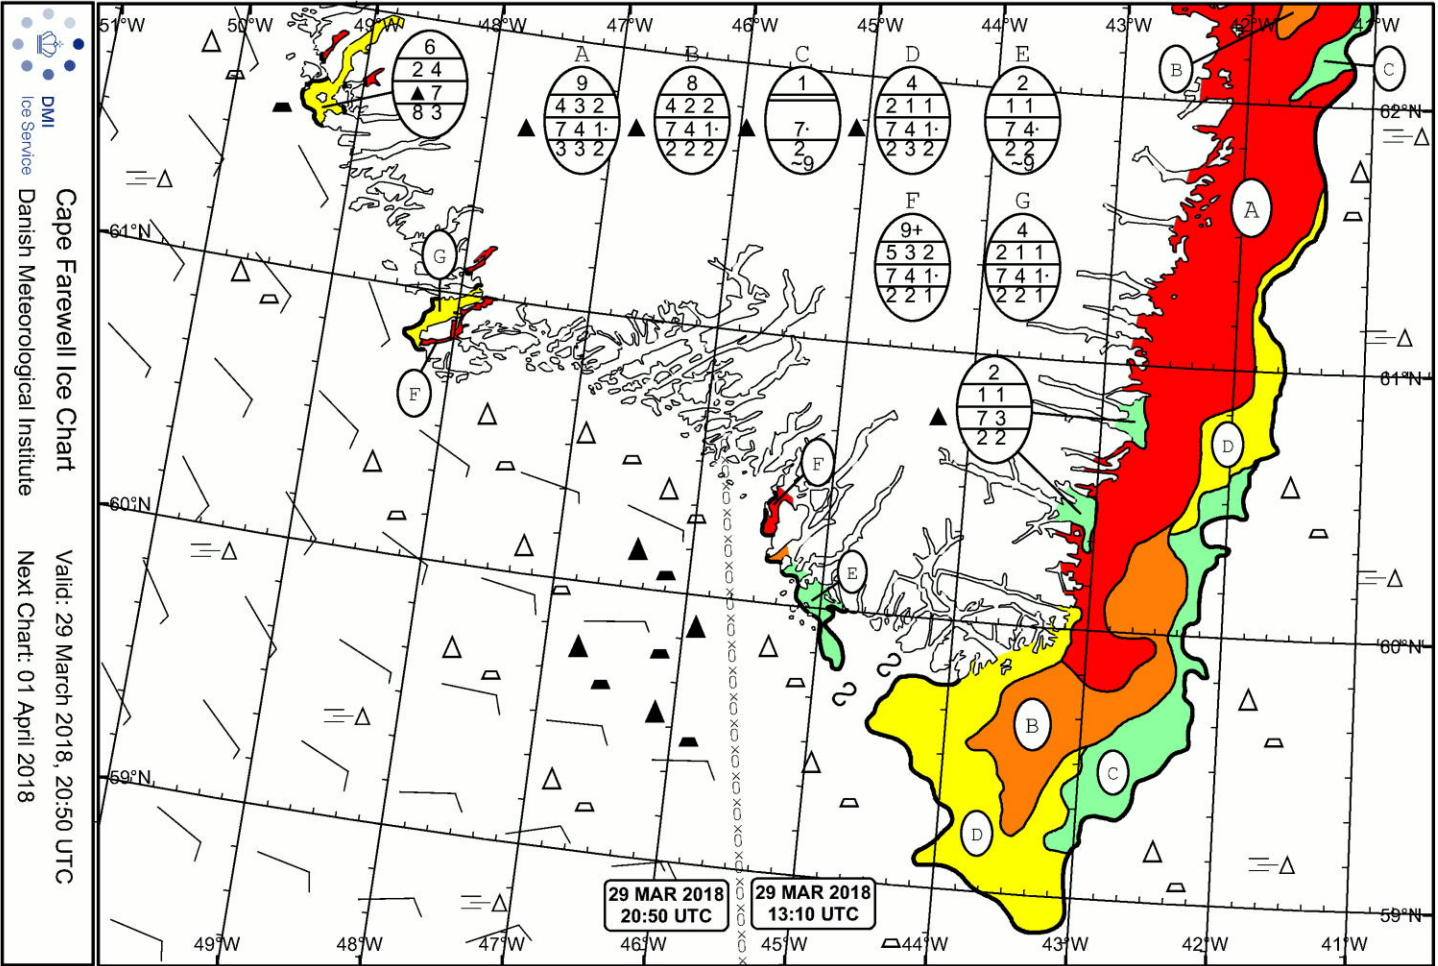 DMI
Ice Service
Cape Farewell Ice Chart
Danish Meteorological Institute
Valid: 29 March 2018, 20:50 UTC
Next Chart: 01 April 2018
51°W
50°W
49°W
48°W
47°W
46°W
45°W
44°W
43°W
42°W
41°W
6
2 4
▲ 7
8 3
A
9
4 3 2
7 4 1·
3 3 2
B
8
4 2 2
7 4 1·
2 2 2
C
1
7·
2
~9
D
4
2 1 1
7 4 1·
2 3 2
E
2
1 1
7 4·
2 2
~9
F
9+
5 3 2
7 4 1·
2 2 1
G
4
2 1 1
7 4 1·
2 2 1
B
C
62°N
A
61°N
G
F
2
1 1
7 3
2 2
61°N
D
F
60°N
E
60°N
B
C
D
59°N
59°N
29 MAR 2018
20:50 UTC
29 MAR 2018
13:10 UTC
49°W
48°W
47°W
46°W
45°W
44°W
43°W
42°W
41°W